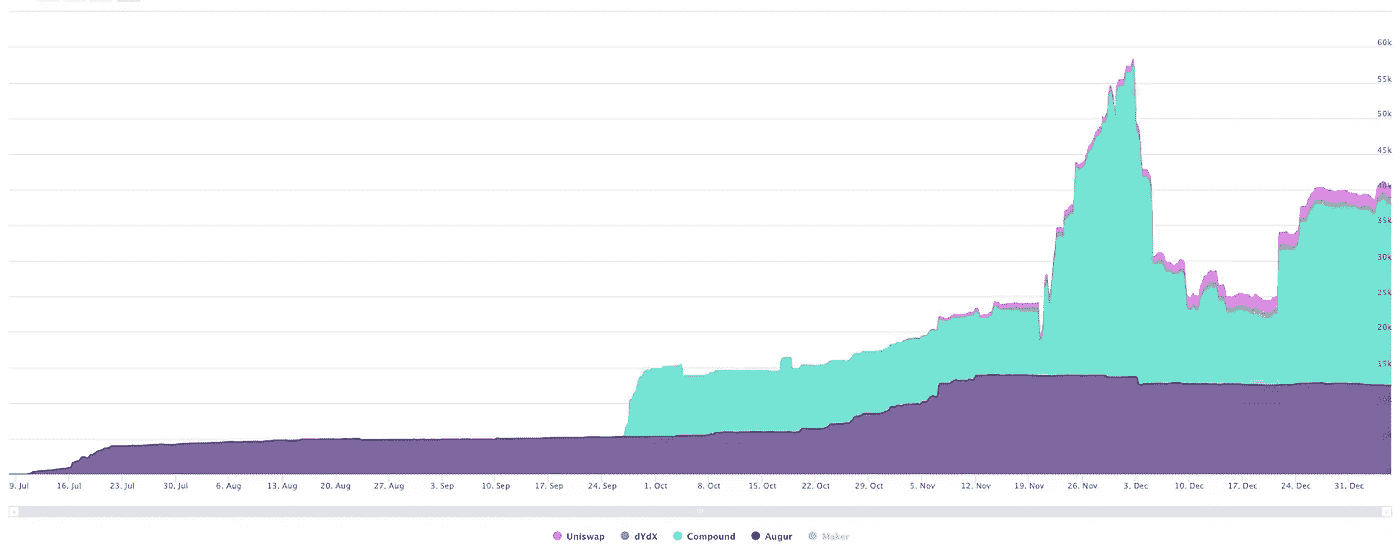 60k
55k
50k
45k
40k
35k
30k
25k
20k
15k
10k
9. Jul 16. Jul 23. Jul 30. Jul 6. Aug 13. Aug 20. Aug 27. Aug 3. Sep 10. Sep 17. Sep 24. Sep 1. Oct 8. Oct 15. Oct 22. Oct 29. Oct 5. Nov 12. Nov 19. Nov 26. Nov 3. Dec 10. Dec 17. Dec 24. Dec 31. Dec
Uniswap dYdX Compound Augur Maker